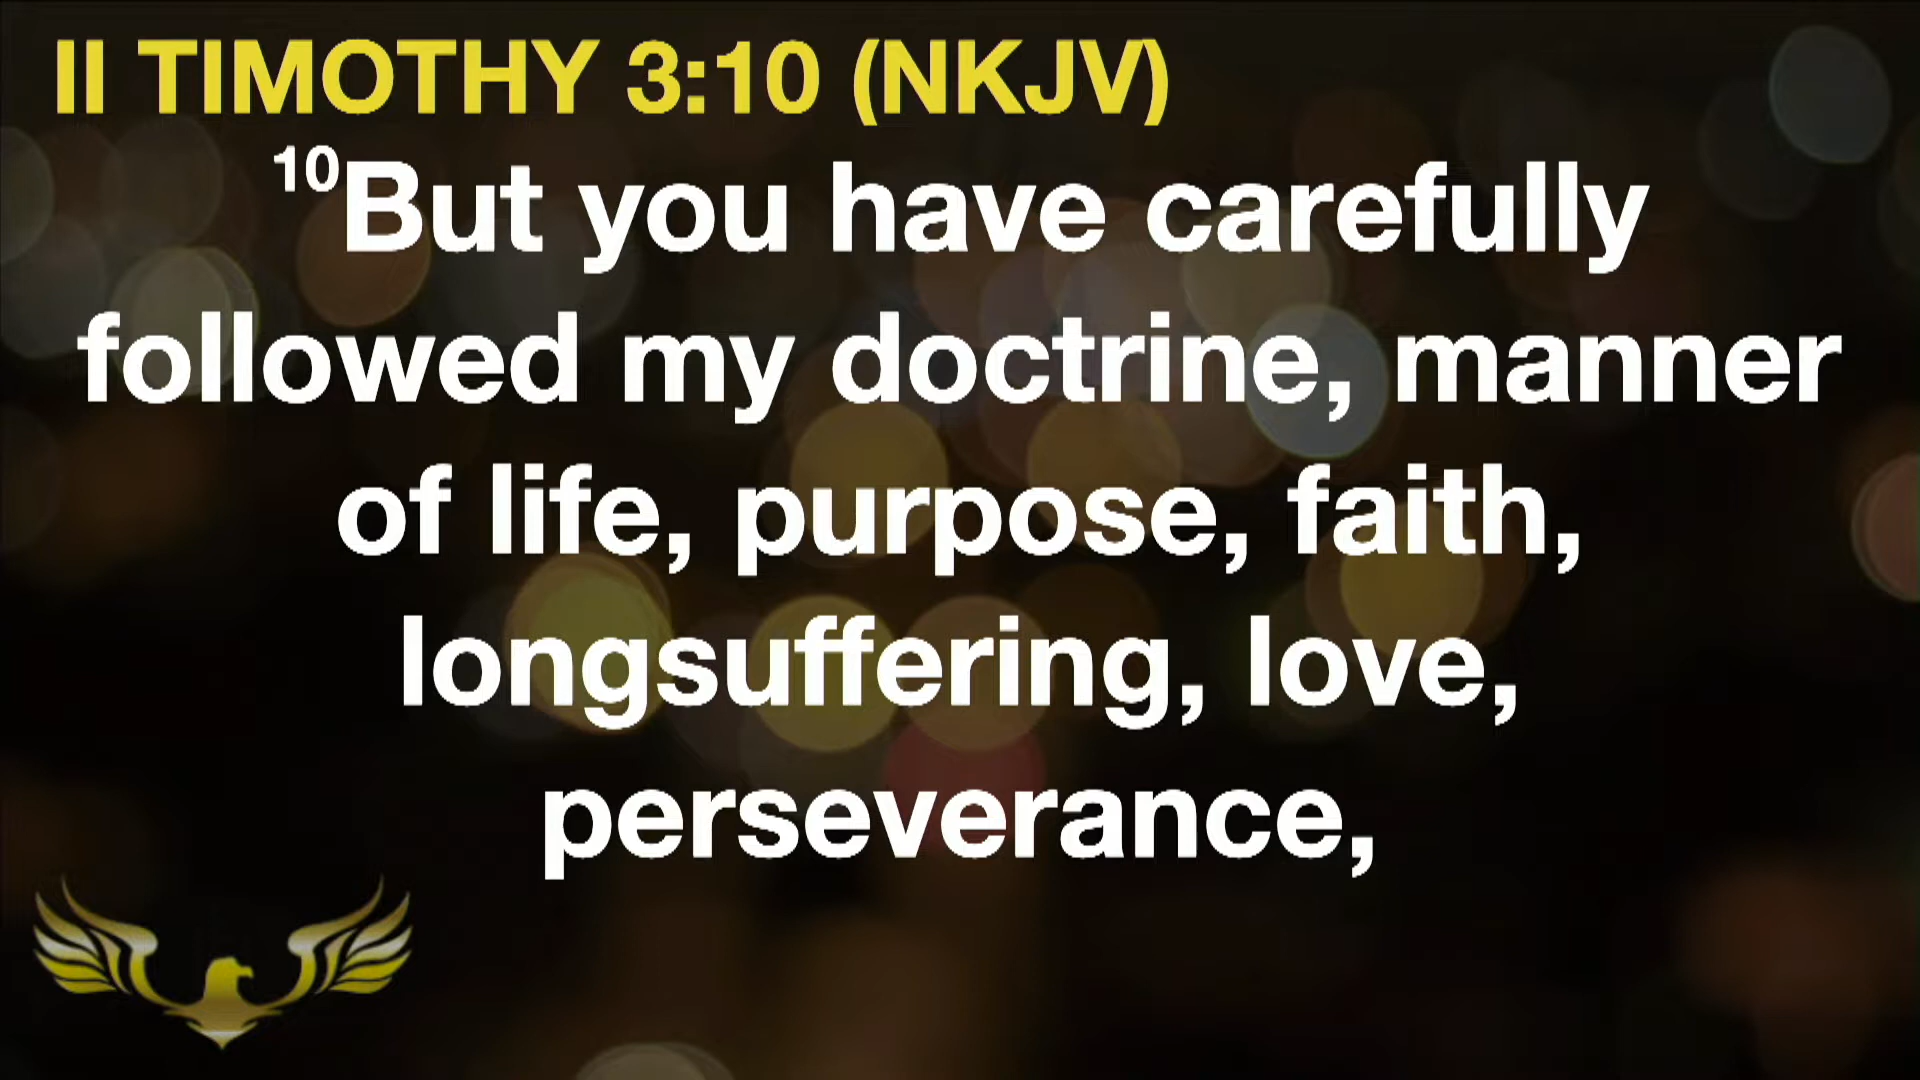 II TIMOTHY 3:10 (NKJV)
10But you have carefully
followed my doctrine, manner
of life, purpose, faith,
longsuffering, love,
perseverance,